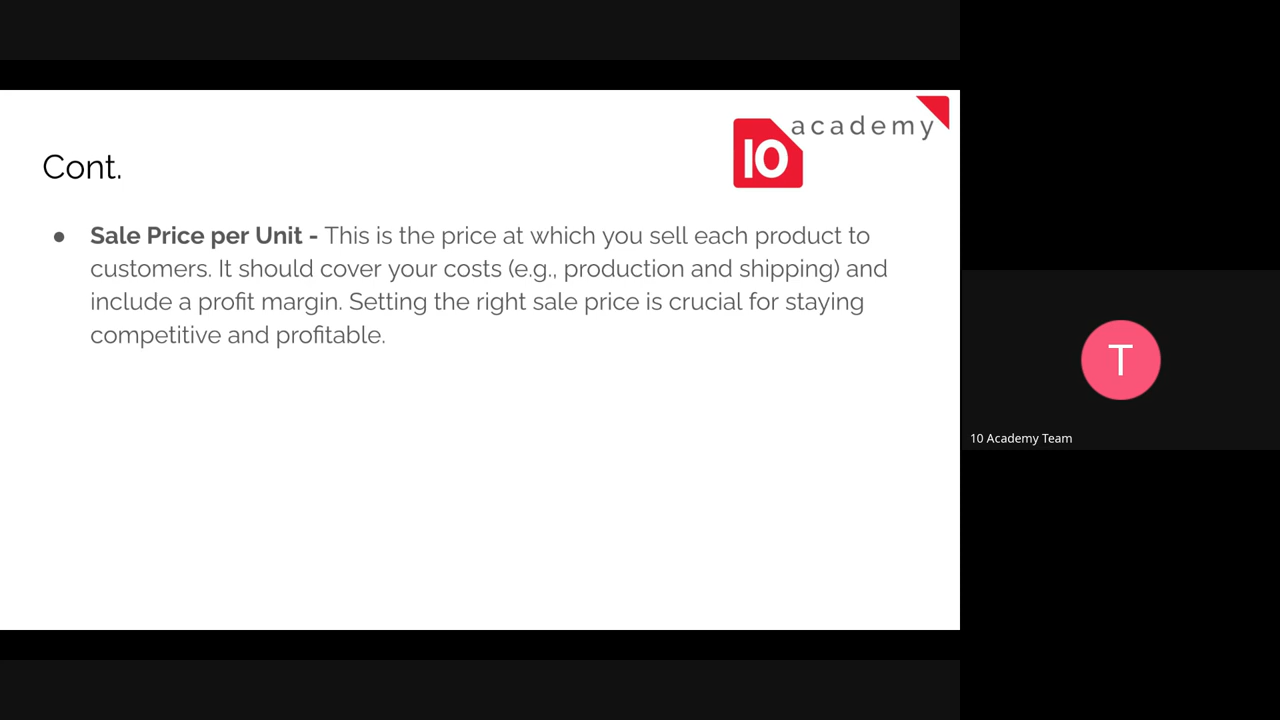 academy
10
Cont.
● Sale Price per Unit - This is the price at which you sell each product to
customers. It should cover your costs (e.g., production and shipping) and
include a profit margin. Setting the right sale price is crucial for staying
competitive and profitable.
T
10 Academy Team